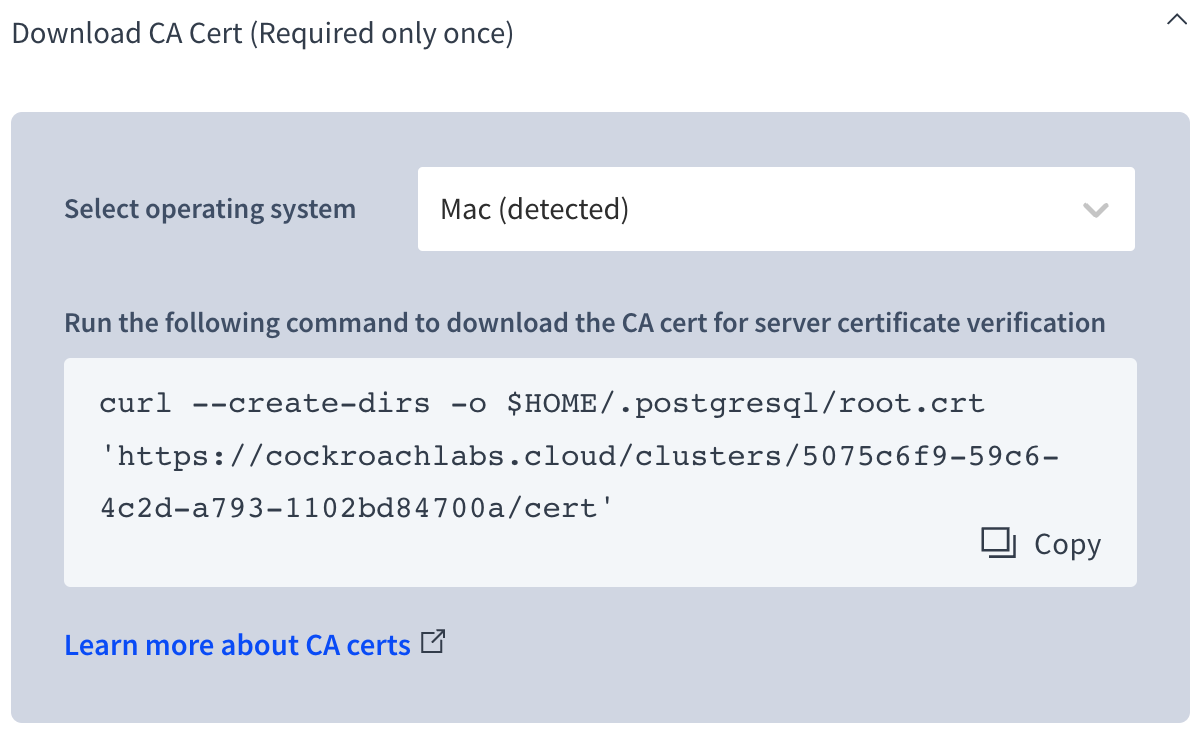 Download CA Cert (Required only once)
Select operating system
Mac (detected)
Run the following command to download the CA cert for server certificate verification
curl --create-dirs -o $HOME/.postgresql/root.crt
'https://cockroachlabs.cloud/clusters/5075c6f9-59c6-
4c2d-a793-1102bd84700a/cert'
Copy
Learn more about CA certs